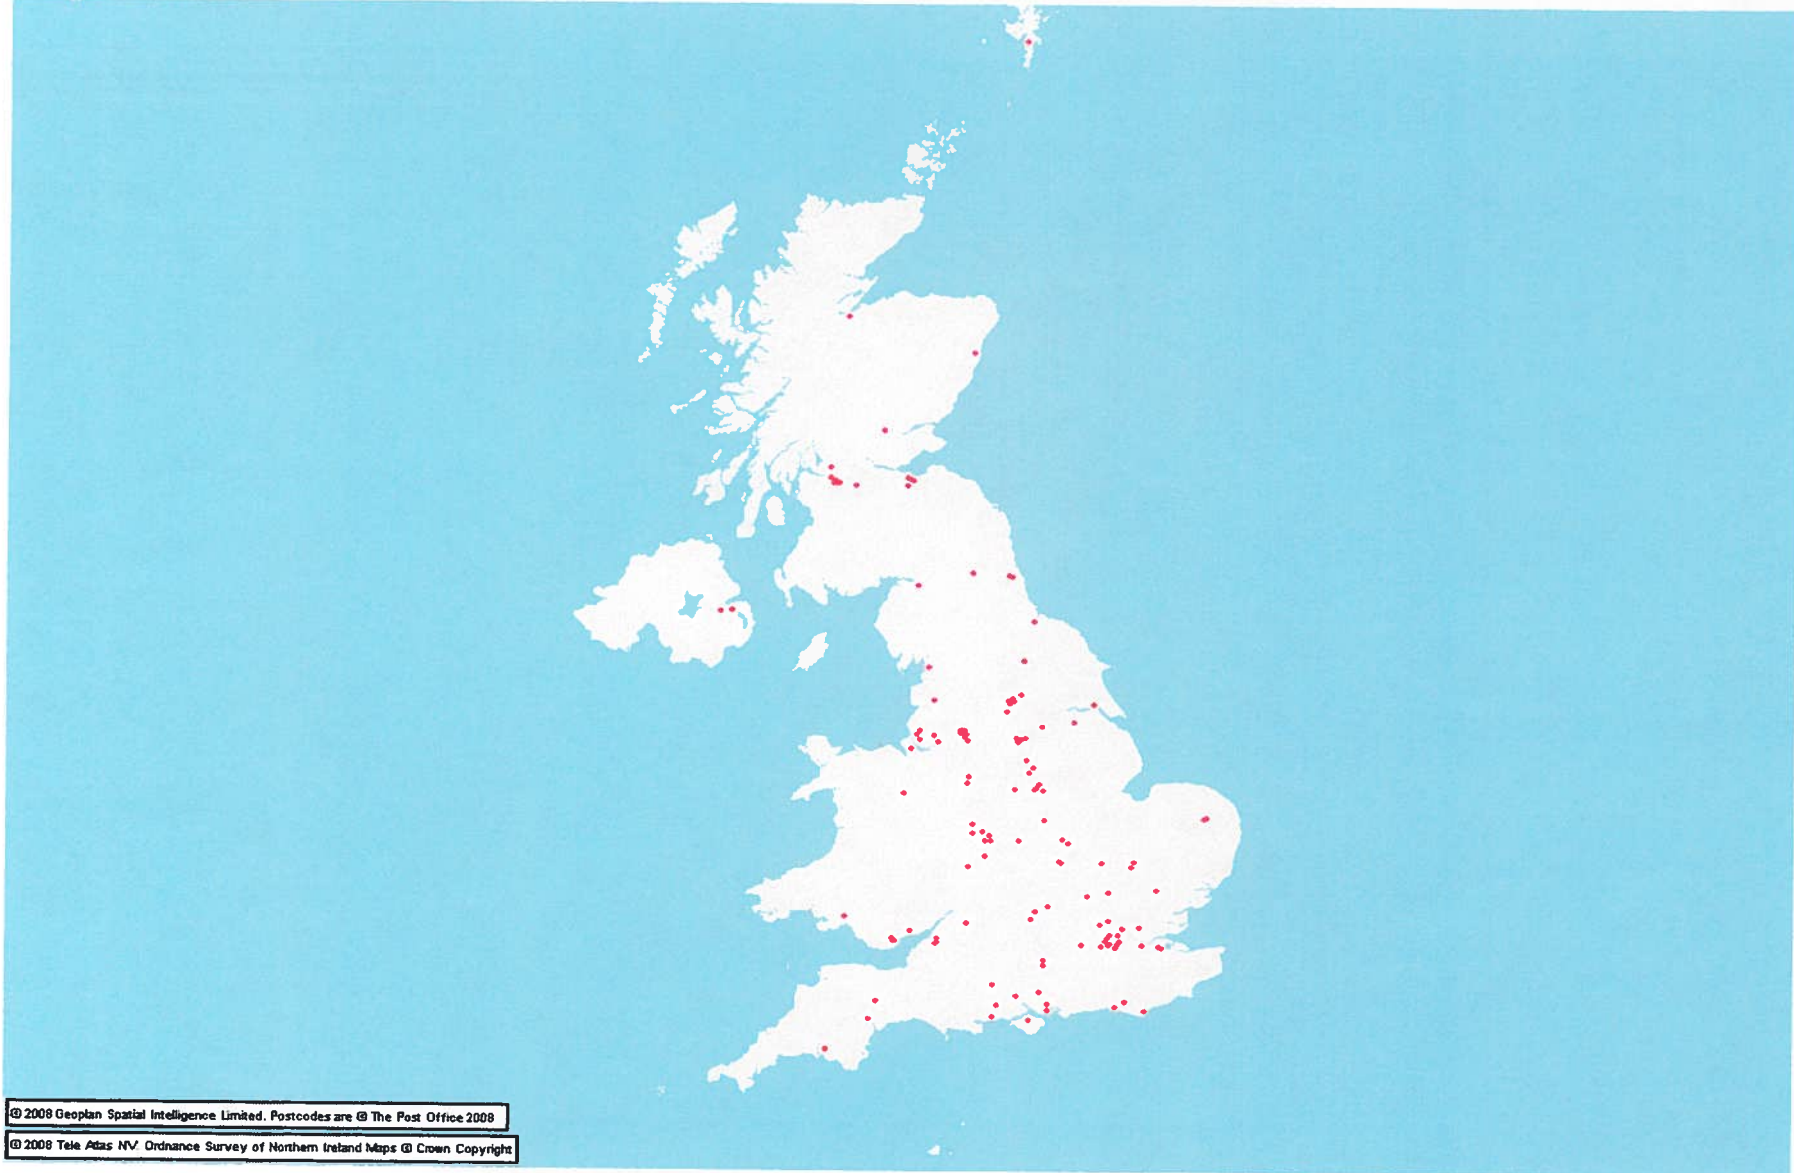 © 2008 Geoplan Spatial Intelligence Limited. Postcodes are © The Post Office 2008
© 2008 Tele Atlas NV. Ordnance Survey of Northern Ireland Maps © Crown Copyright